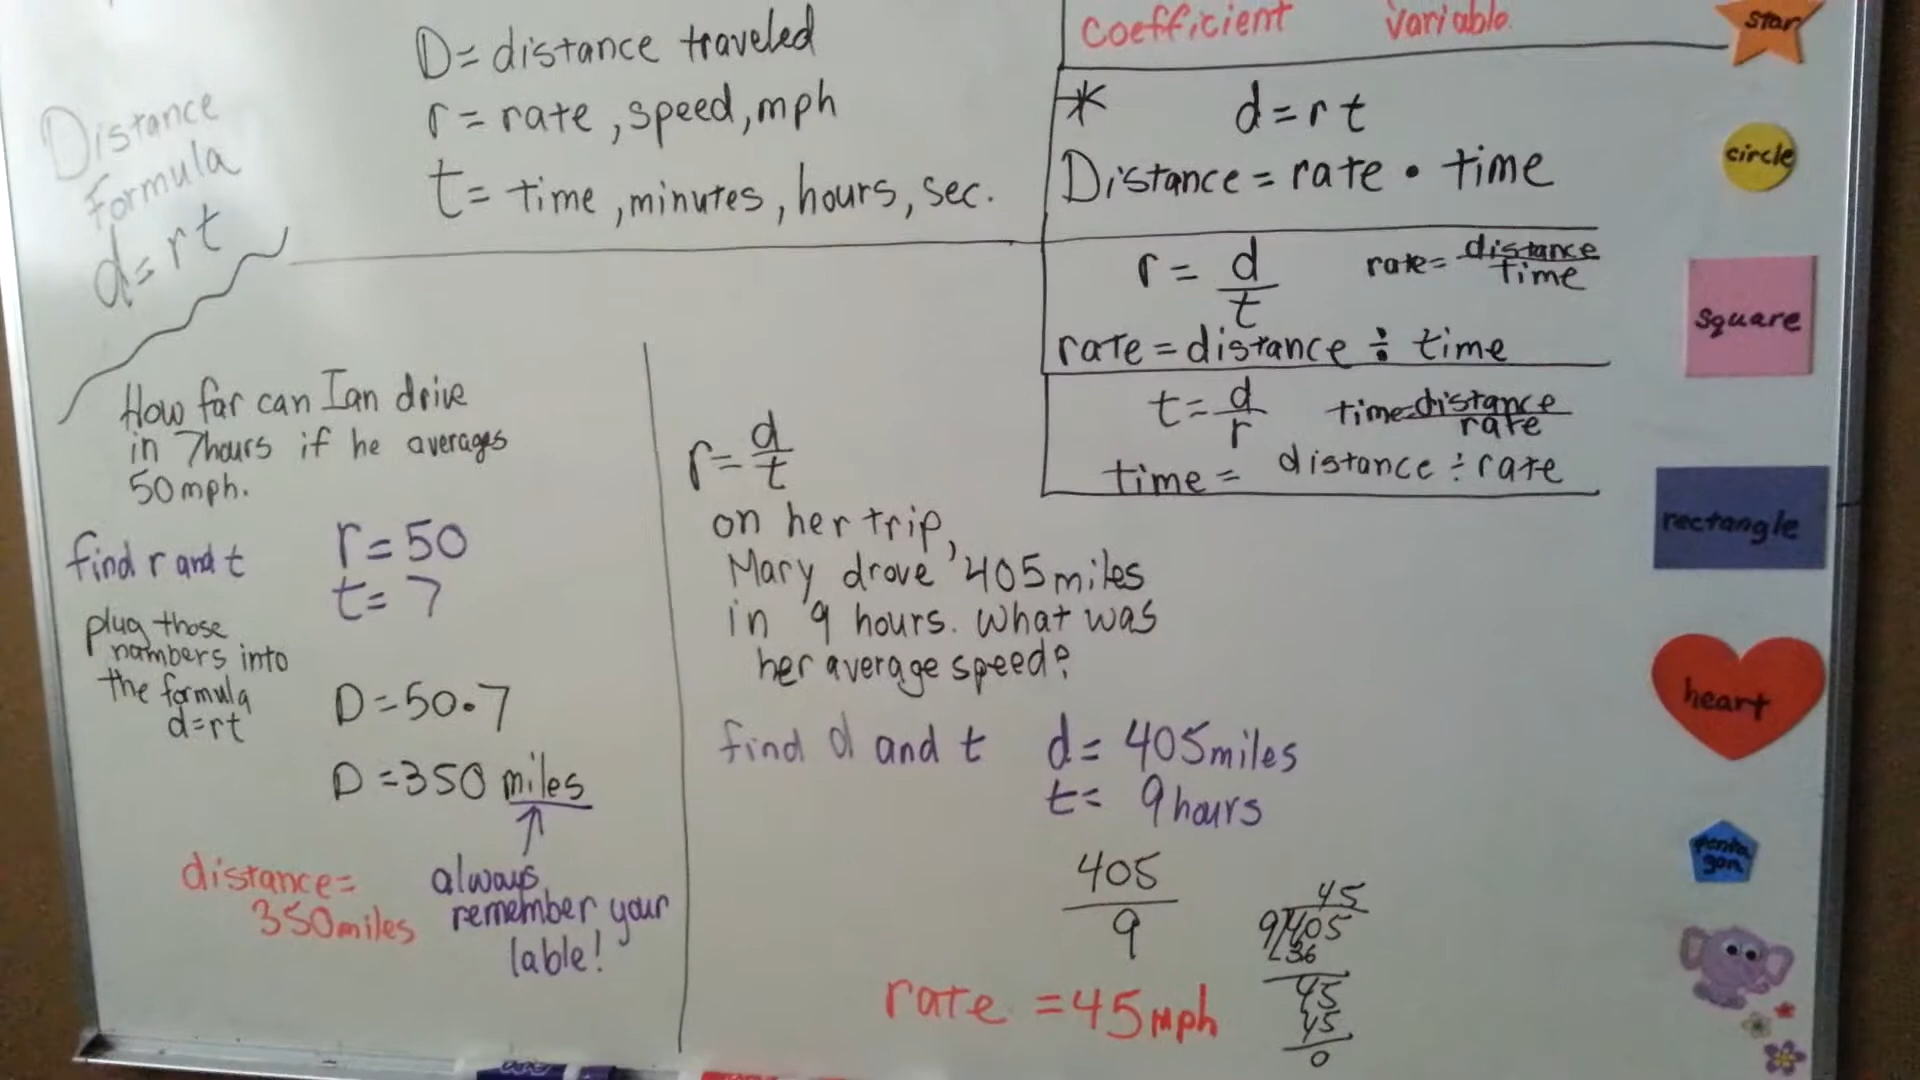 Distance
Formula
d=rt
D=distance traveled
r=rate, speed, mph
t=time, minutes, hours, sec.
coefficient variable
* d=rt
Distance=rate • time
r=d/t rate=distance/time
rate=distance ÷ time
t=d/r time=distance/rate
time= distance ÷ rate
How far can Ian drive
in 7hours if he averages
50mph.
find r and t
r=50
t=7
plug those
numbers into
the formula
d=rt
D=50•7
D=350 miles
↑
always
remember your
lable!
distance=
350miles
r=d/t
on her trip,
Mary drove 405miles
in 9 hours. What was
her average speed?
find d and t
d=405miles
t=9hours
405
9
45
9)405
-36
45
45
0
rate =45mph
star
circle
square
rectangle
heart
penta
gon